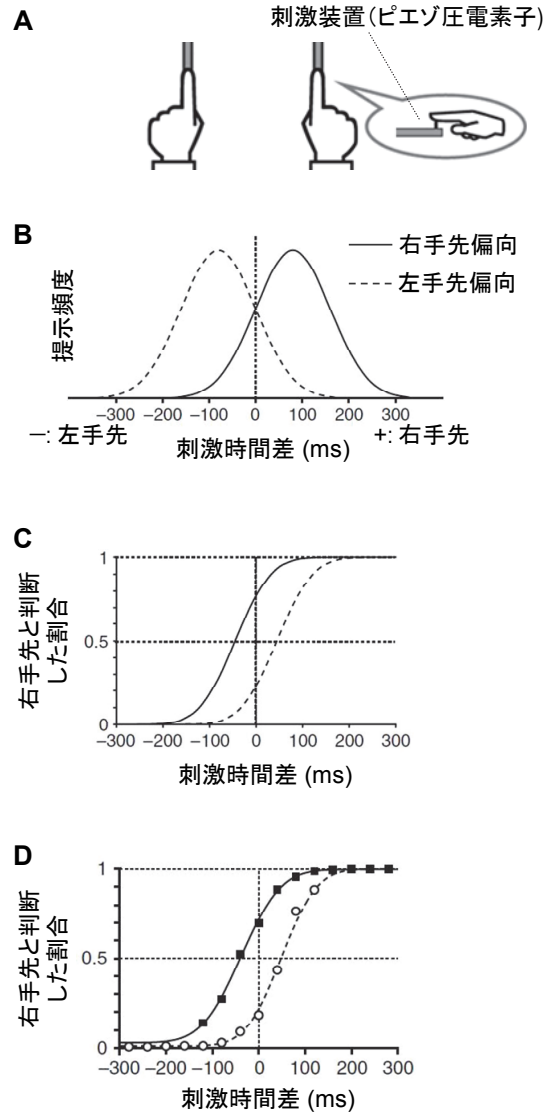 A
刺激装置(ピエゾ圧電素子)
B
右手先偏向
左手先偏向
提示頻度
–300 –200 –100 0 100 200 300
−: 左手先
+: 右手先
刺激時間差 (ms)
C
右手先と判断
した割合
1
0.5
0
–300 –200 –100 0 100 200 300
刺激時間差 (ms)
D
右手先と判断
した割合
1
0.5
0
–300 –200 –100 0 100 200 300
刺激時間差 (ms)